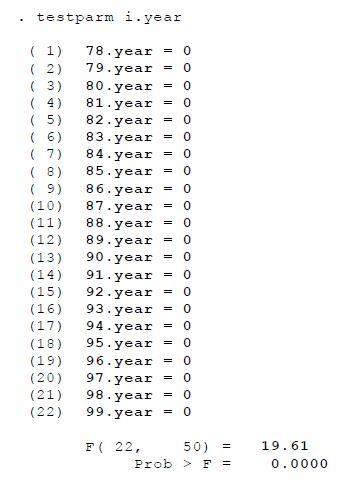 . testparm i.year
( 1) 78.year = 0
( 2) 79.year = 0
( 3) 80.year = 0
( 4) 81.year = 0
( 5) 82.year = 0
( 6) 83.year = 0
( 7) 84.year = 0
( 8) 85.year = 0
( 9) 86.year = 0
(10) 87.year = 0
(11) 88.year = 0
(12) 89.year = 0
(13) 90.year = 0
(14) 91.year = 0
(15) 92.year = 0
(16) 93.year = 0
(17) 94.year = 0
(18) 95.year = 0
(19) 96.year = 0
(20) 97.year = 0
(21) 98.year = 0
(22) 99.year = 0
F( 22, 50) = 19.61
Prob > F = 0.0000